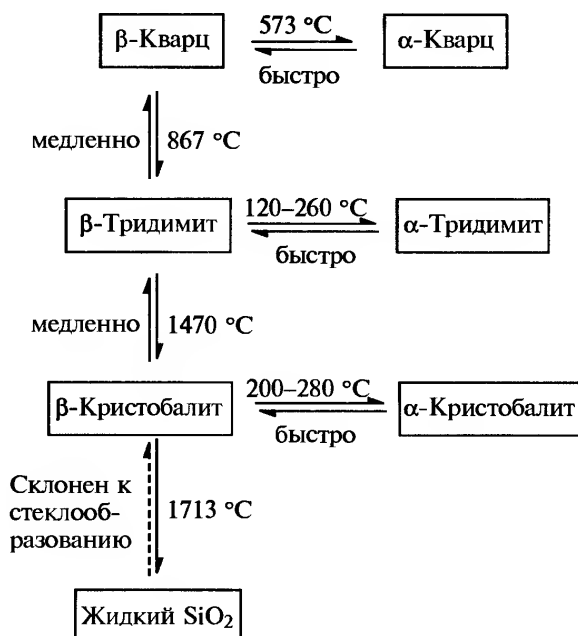 β-Кварц 573 °C α-Кварц
быстро
медленно 867 °C
β-Тридимит 120–260 °C α-Тридимит
быстро
медленно 1470 °C
β-Кристобалит 200–280 °C α-Кристобалит
быстро
Склонен к
стеклооб-
разованию
1713 °C
Жидкий SiO₂